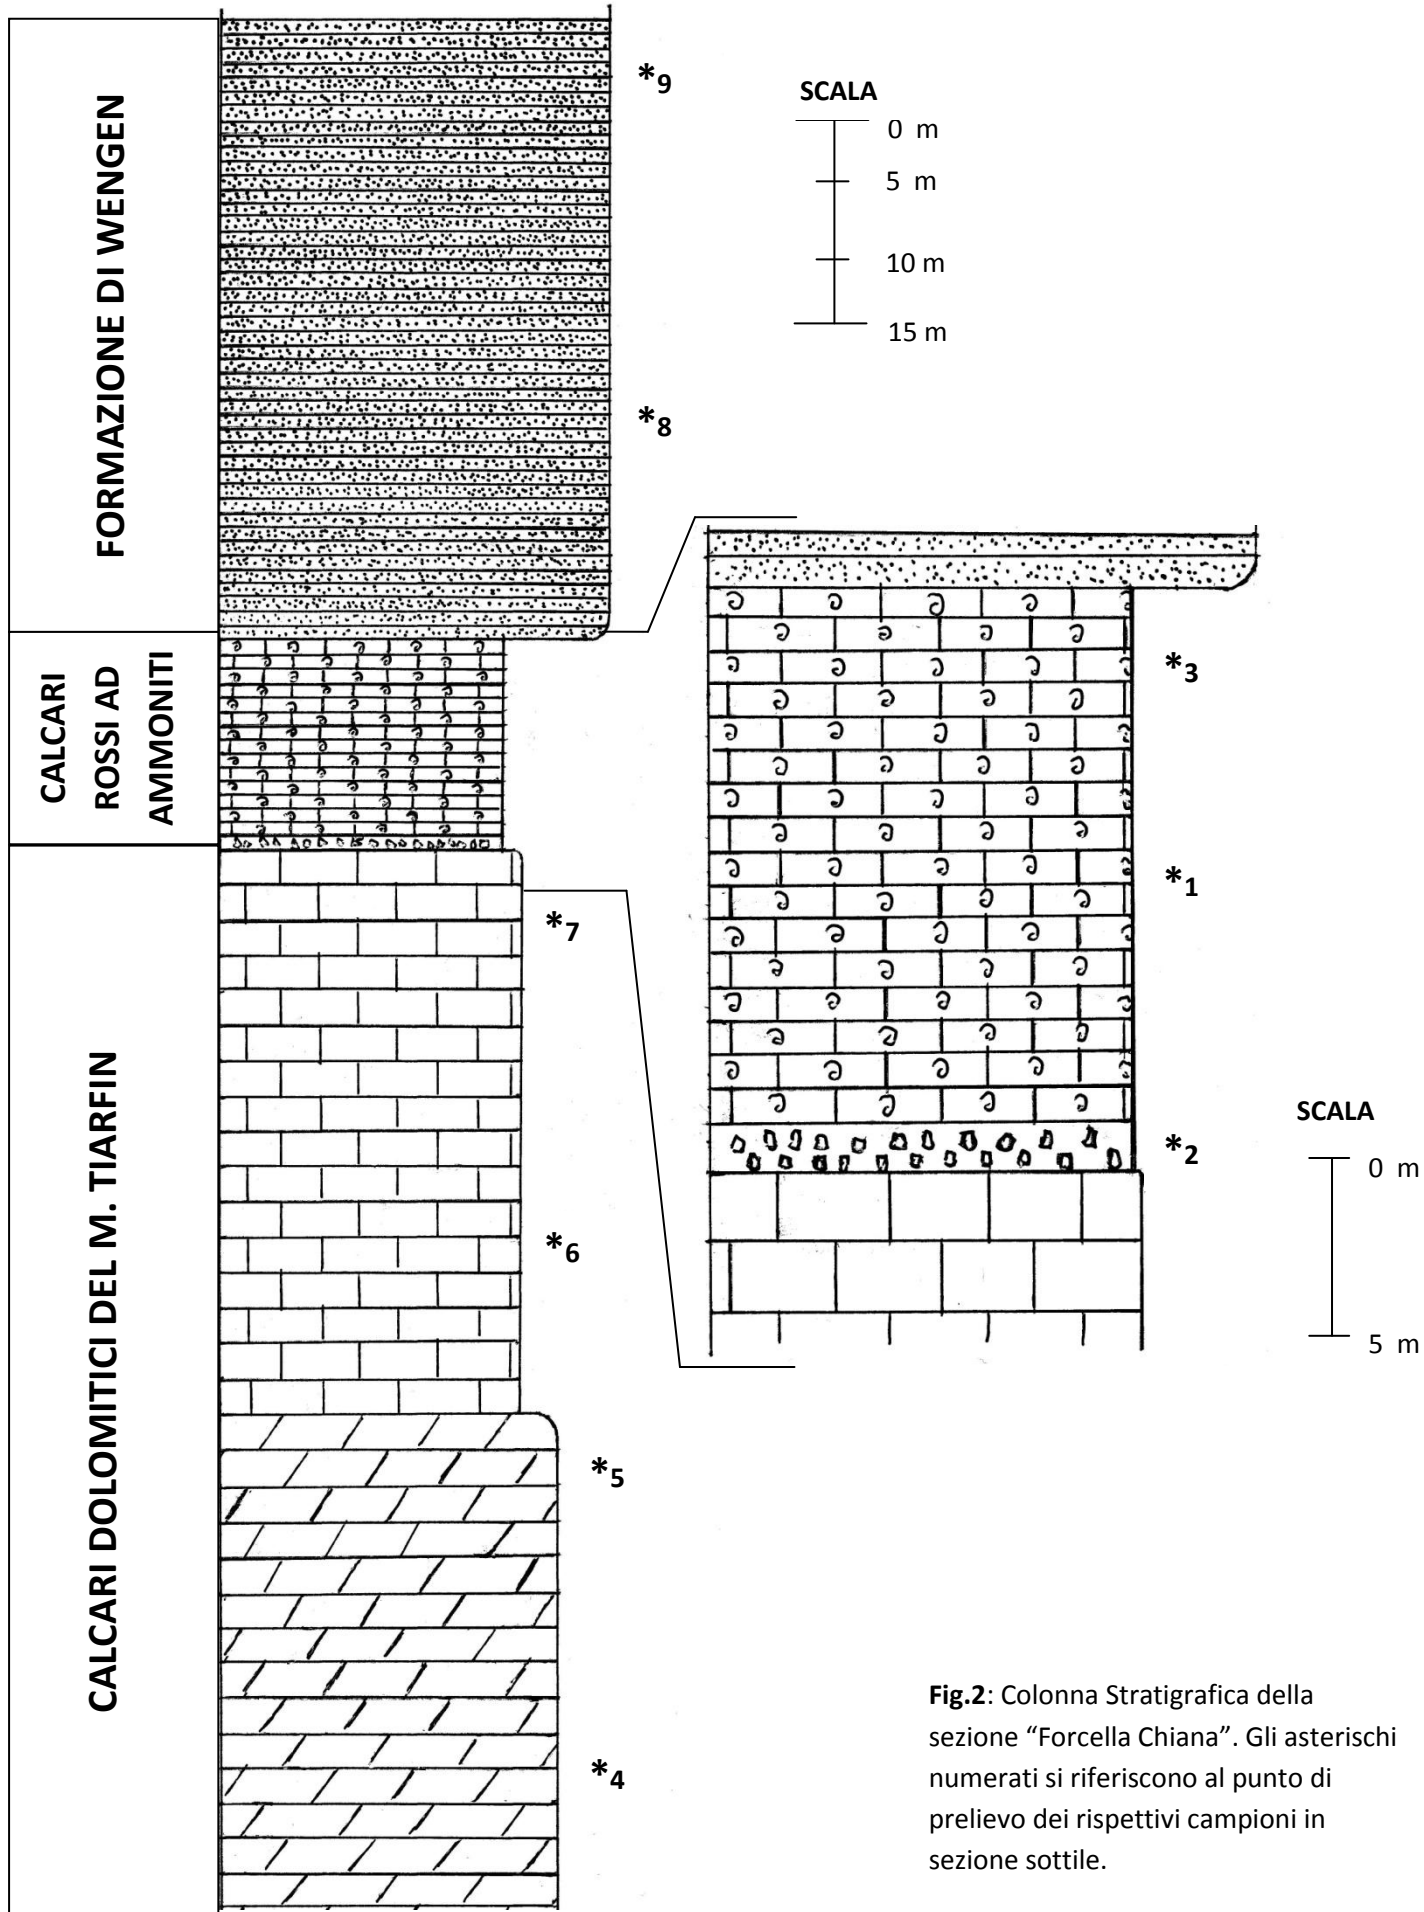 FORMAZIONE DI WENGEN
CALCARI
ROSSI AD
AMMONITI
CALCARI DOLOMITICI DEL M. TIARFIN
*9
*8
*7
*6
*5
*4
SCALA
0 m
5 m
10 m
15 m
*3
*1
*2
SCALA
0 m
5 m
Fig.2: Colonna Stratigrafica della
sezione “Forcella Chiana”. Gli asterischi
numerati si riferiscono al punto di
prelievo dei rispettivi campioni in
sezione sottile.